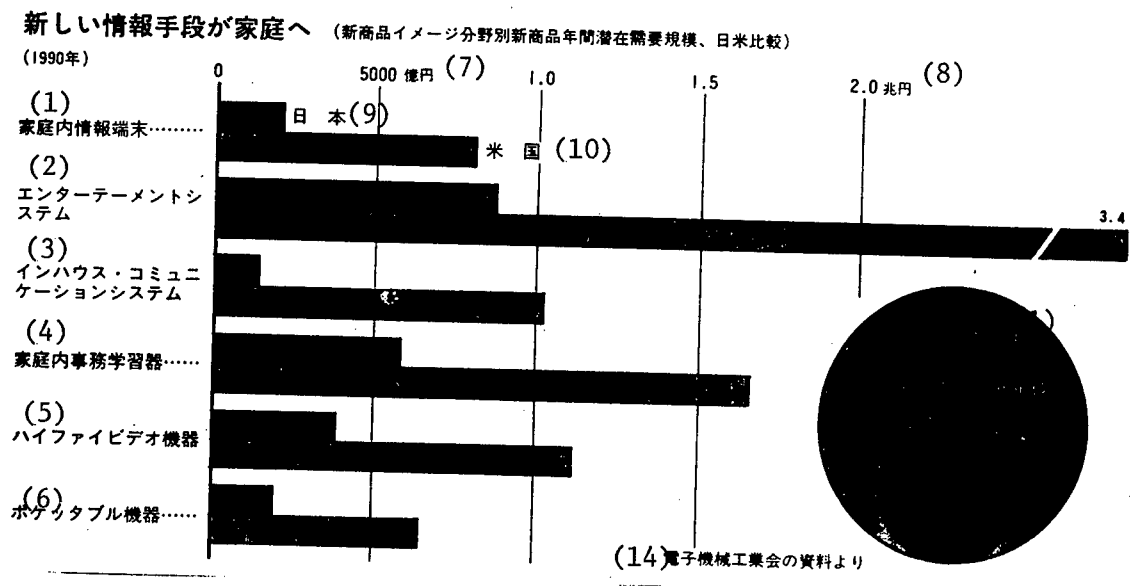 新しい情報手段が家庭へ (新商品イメージ分野別新商品年間潜在需要規模、日米比較)
(1990年)
0 5000億円 (7) 1.0 1.5 2.0兆円 (8)
(1)
家庭内情報端末………
日 本(9)
米 国 (10)
(2)
エンターテーメントシ
ステム
3.4
(3)
インハウス・コミュニ
ケーションシステム
(4)
家庭内事務学習器……
(5)
ハイファイビデオ機器
(6)
ポケッタブル機器……
(14)電子機械工業会の資料より